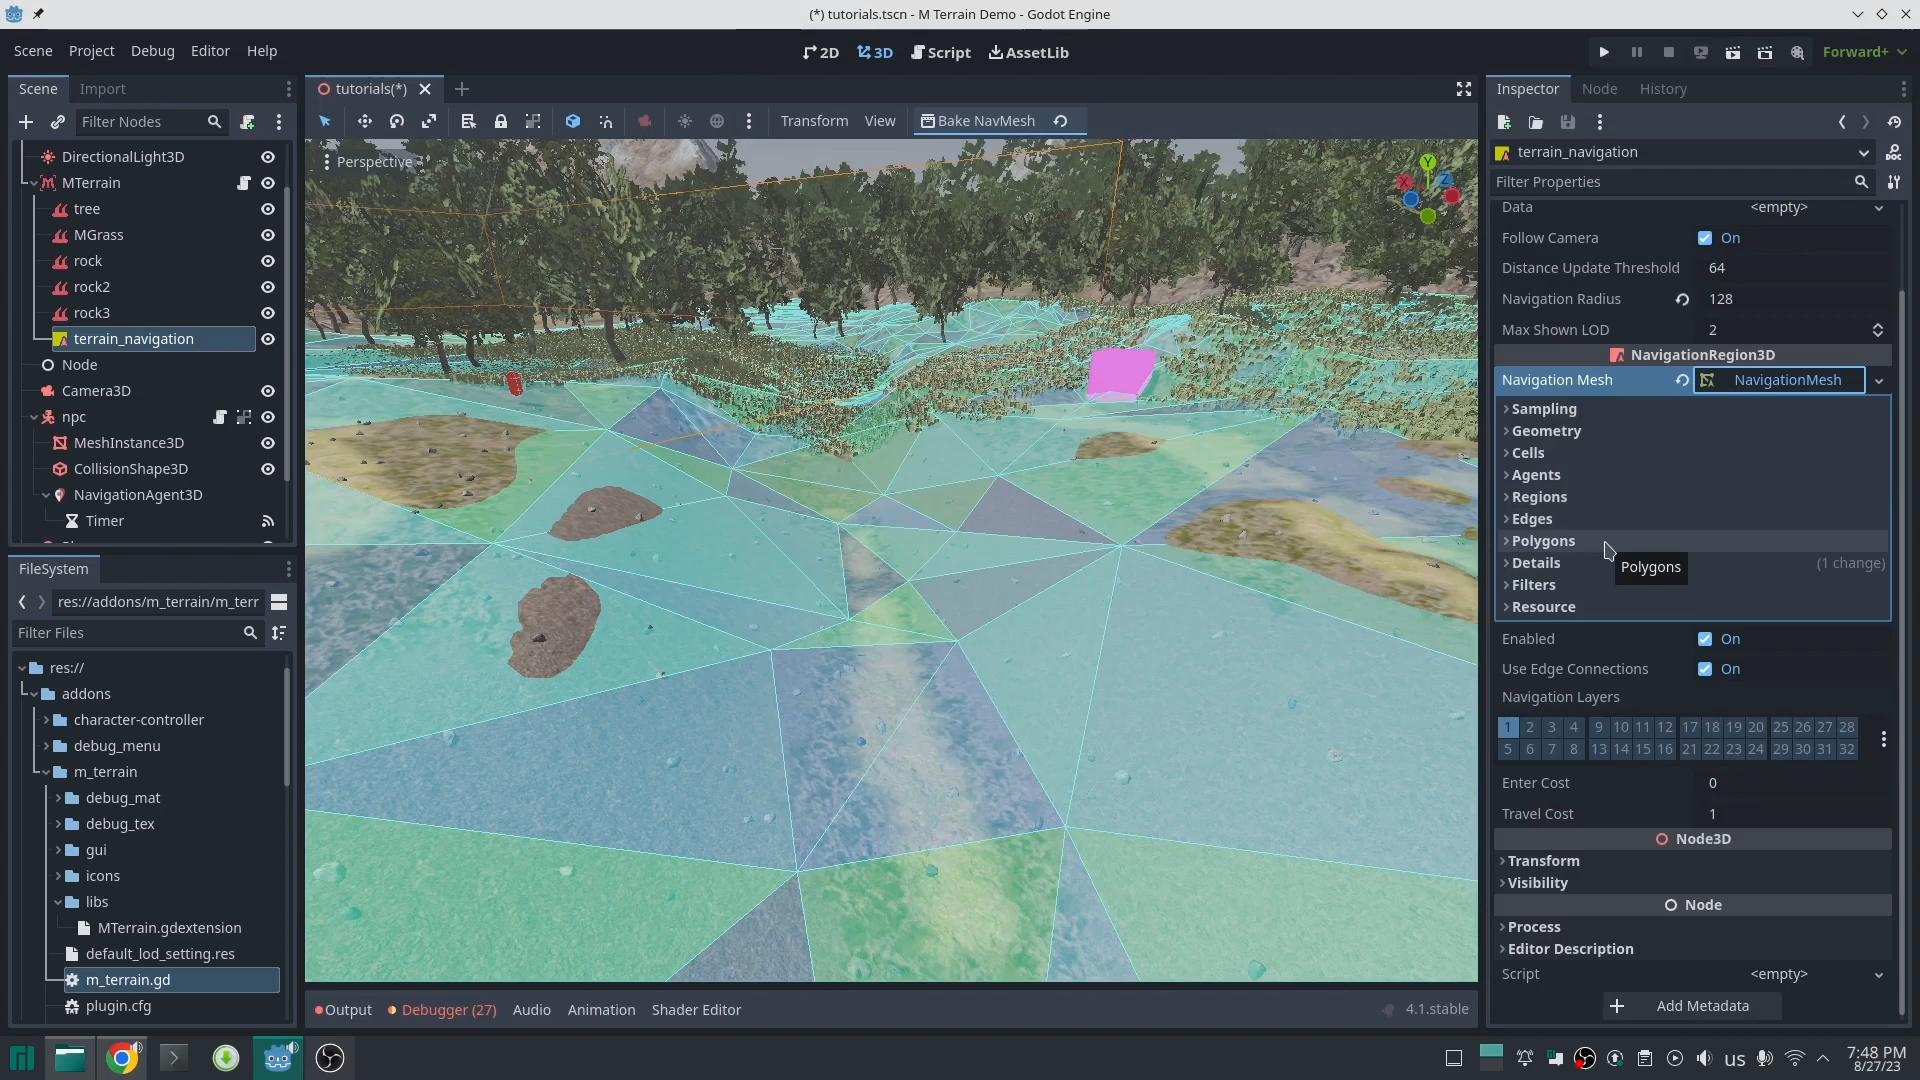 (*) tutorials.tscn - M Terrain Demo - Godot Engine
Scene Project Debug Editor Help
2D 3D Script AssetLib
Forward+
Scene Import
Filter Nodes
DirectionalLight3D
MTerrain
tree
MGrass
rock
rock2
rock3
terrain_navigation
Node
Camera3D
npc
MeshInstance3D
CollisionShape3D
NavigationAgent3D
Timer
FileSystem
res://addons/m_terrain/m_terr
Filter Files
res://
addons
character-controller
debug_menu
m_terrain
debug_mat
debug_tex
gui
icons
libs
MTerrain.gdextension
default_lod_setting.res
m_terrain.gd
plugin.cfg
tutorials(*)
Transform View Bake NavMesh
Perspective
Y
X
Z
Output Debugger (27) Audio Animation Shader Editor 4.1.stable
Inspector Node History
terrain_navigation
DOC
Filter Properties
Data <empty>
Follow Camera On
Distance Update Threshold 64
Navigation Radius 128
Max Shown LOD 2
NavigationRegion3D
Navigation Mesh NavigationMesh
Sampling
Geometry
Cells
Agents
Regions
Edges
Polygons
Details (1 change)
Polygons
Filters
Resource
Enabled On
Use Edge Connections On
Navigation Layers
1 2 3 4 9 10 11 12 17 18 19 20 25 26 27 28
5 6 7 8 13 14 15 16 21 22 23 24 29 30 31 32
Enter Cost 0
Travel Cost 1
Node3D
Transform
Visibility
Node
Process
Editor Description
Script <empty>
Add Metadata
us
7:48 PM
8/27/23